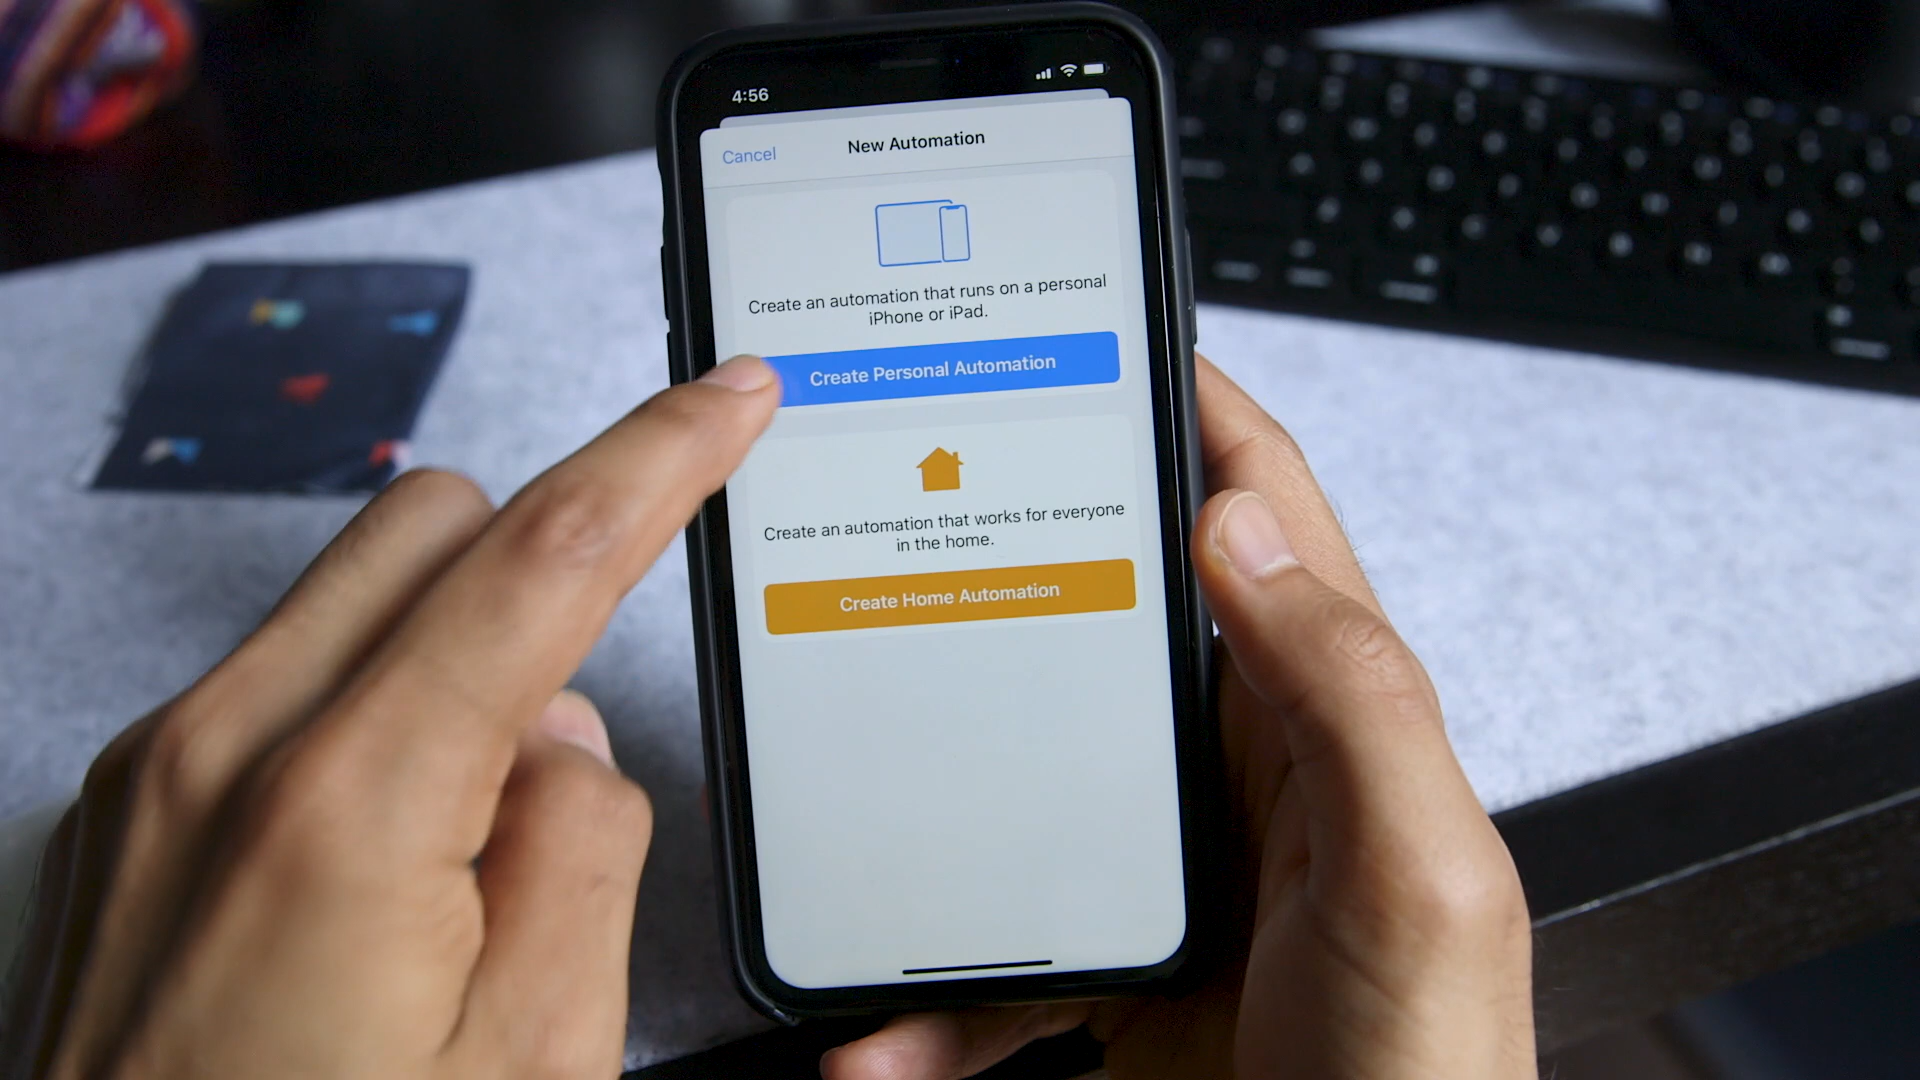 4:56
Cancel
New Automation
Create an automation that runs on a personal
iPhone or iPad.
Create Personal Automation
Create an automation that works for everyone
in the home.
Create Home Automation